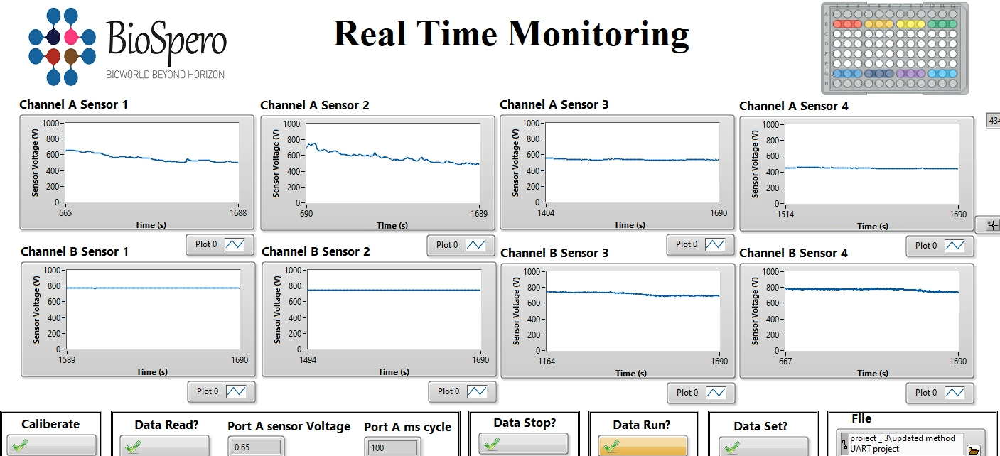 BioSpero
BIOWORLD BEYOND HORIZON
Real Time Monitoring
1 2 3 4 5 6 7 8 9 10 11 12
A
B
C
D
E
F
G
H
Channel A Sensor 1
Sensor Voltage (V)
1000
800
600
400
200
0
665
1688
Time (s)
Plot 0
Channel A Sensor 2
Sensor Voltage (V)
1000
800
600
400
200
0
690
1689
Time (s)
Plot 0
Channel A Sensor 3
Sensor Voltage (V)
1000
800
600
400
200
0
1404
1690
Time (s)
Plot 0
Channel A Sensor 4
Sensor Voltage (V)
1000
800
600
400
200
0
1514
1690
Time (s)
Plot 0
434
Channel B Sensor 1
Sensor Voltage (V)
1000
800
600
400
200
0
1589
1690
Time (s)
Plot 0
Channel B Sensor 2
Sensor Voltage (V)
1000
800
600
400
200
0
1494
1690
Time (s)
Plot 0
Channel B Sensor 3
Sensor Voltage (V)
1000
800
600
400
200
0
1164
1690
Time (s)
Plot 0
Channel B Sensor 4
Sensor Voltage (V)
1000
800
600
400
200
0
667
1690
Time (s)
Plot 0
Caliberate
Data Read?
Port A sensor Voltage
0.65
Port A ms cycle
100
Data Stop?
Data Run?
Data Set?
File
project _ 3\updated method
UART project